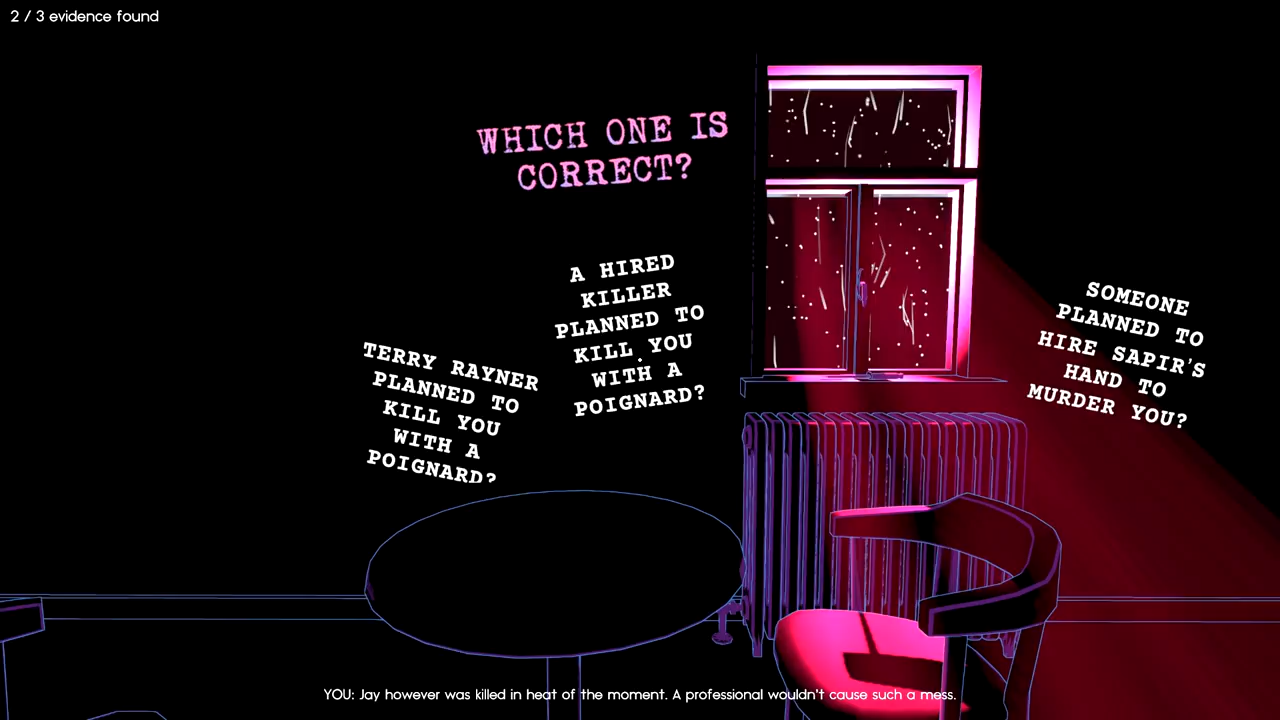 2 / 3 evidence found
WHICH ONE IS
CORRECT?
TERRY RAYNER
PLANNED TO
KILL YOU
WITH A
POIGNARD?
A HIRED
KILLER
PLANNED TO
KILL YOU
WITH A
POIGNARD?
SOMEONE
PLANNED TO
HIRE SAPIR'S
HAND TO
MURDER YOU?
YOU: Jay however was killed in heat of the moment. A professional wouldn't cause such a mess.